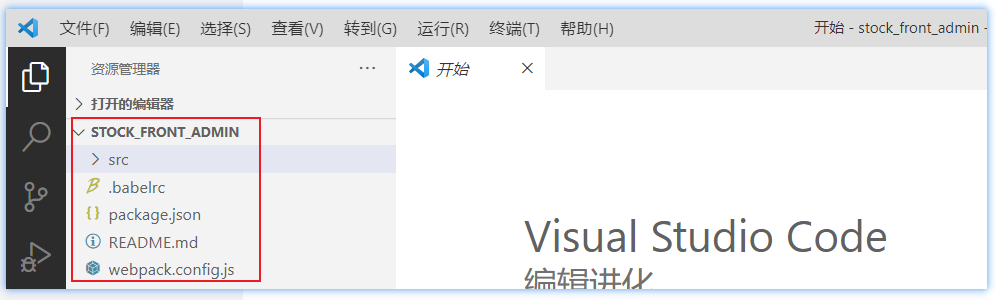 文件(F) 编辑(E) 选择(S) 查看(V) 转到(G) 运行(R) 终端(T) 帮助(H) 开始 - stock_front_admin -
资源管理器 ··· 开始
打开的编辑器
STOCK_FRONT_ADMIN
src
.babelrc
package.json
README.md
webpack.config.js
Visual Studio Code
编辑进化